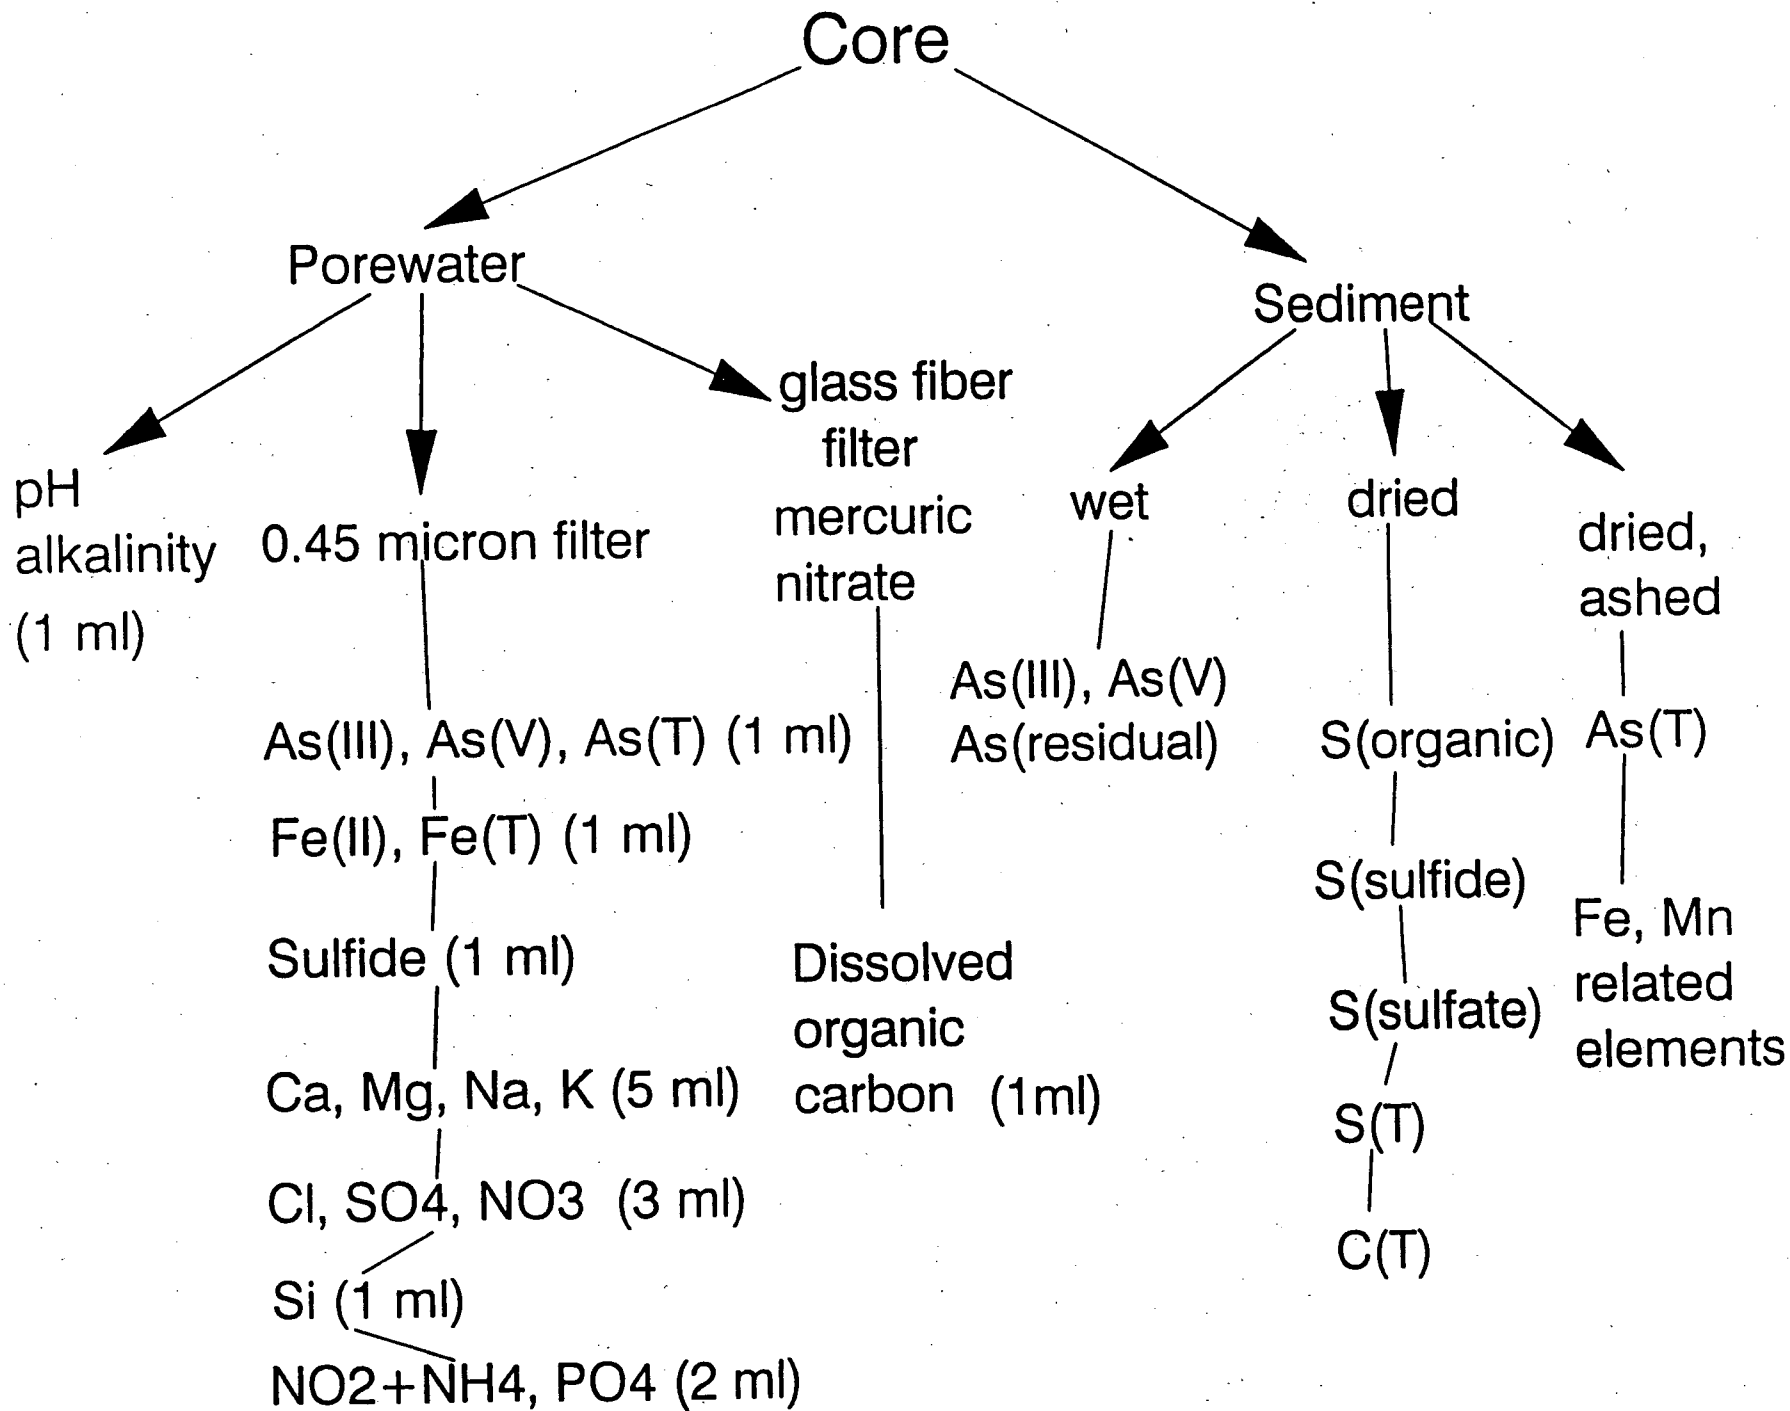 Core
Porewater
Sediment
pH
alkalinity
(1 ml)
0.45 micron filter
As(III), As(V), As(T) (1 ml)
Fe(II), Fe(T) (1 ml)
Sulfide (1 ml)
Ca, Mg, Na, K (5 ml)
Cl, SO4, NO3 (3 ml)
Si (1 ml)
NO2+NH4, PO4 (2 ml)
glass fiber
filter
mercuric
nitrate
Dissolved
organic
carbon (1ml)
wet
As(III), As(V)
As(residual)
dried
S(organic)
S(sulfide)
S(sulfate)
S(T)
C(T)
dried,
ashed
As(T)
Fe, Mn
related
elements